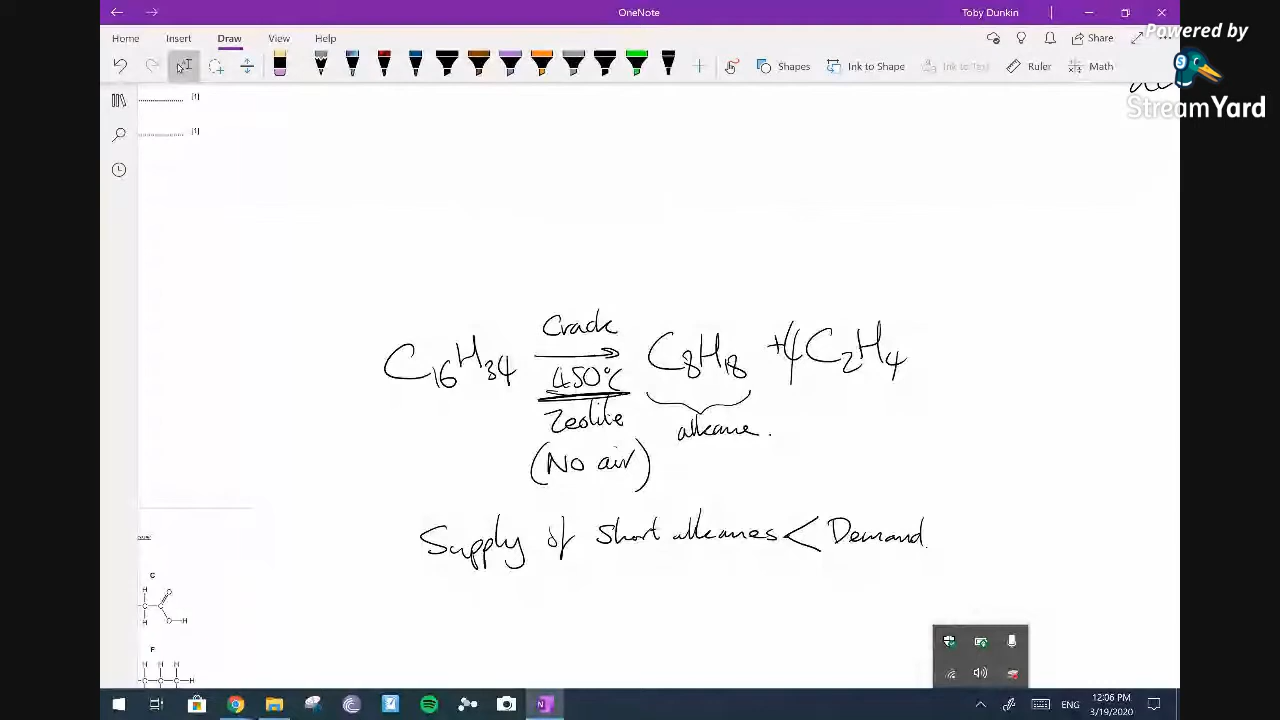 OneNote
Toby Dunkin
Powered by
StreamYard
Home Insert Draw View Help
Share
Shapes
Ink to Shape
Ink to Text
Ruler
Math
[1]
[1]
Crack
C16H34 → C8H18 + 4C2H4
450°C
Zeolite
alkane.
(No air)
Supply of short alkanes < Demand.
C
H
C
O
C
H
O H
F
H H H
C C C H
ENG
12:06 PM
3/19/2020